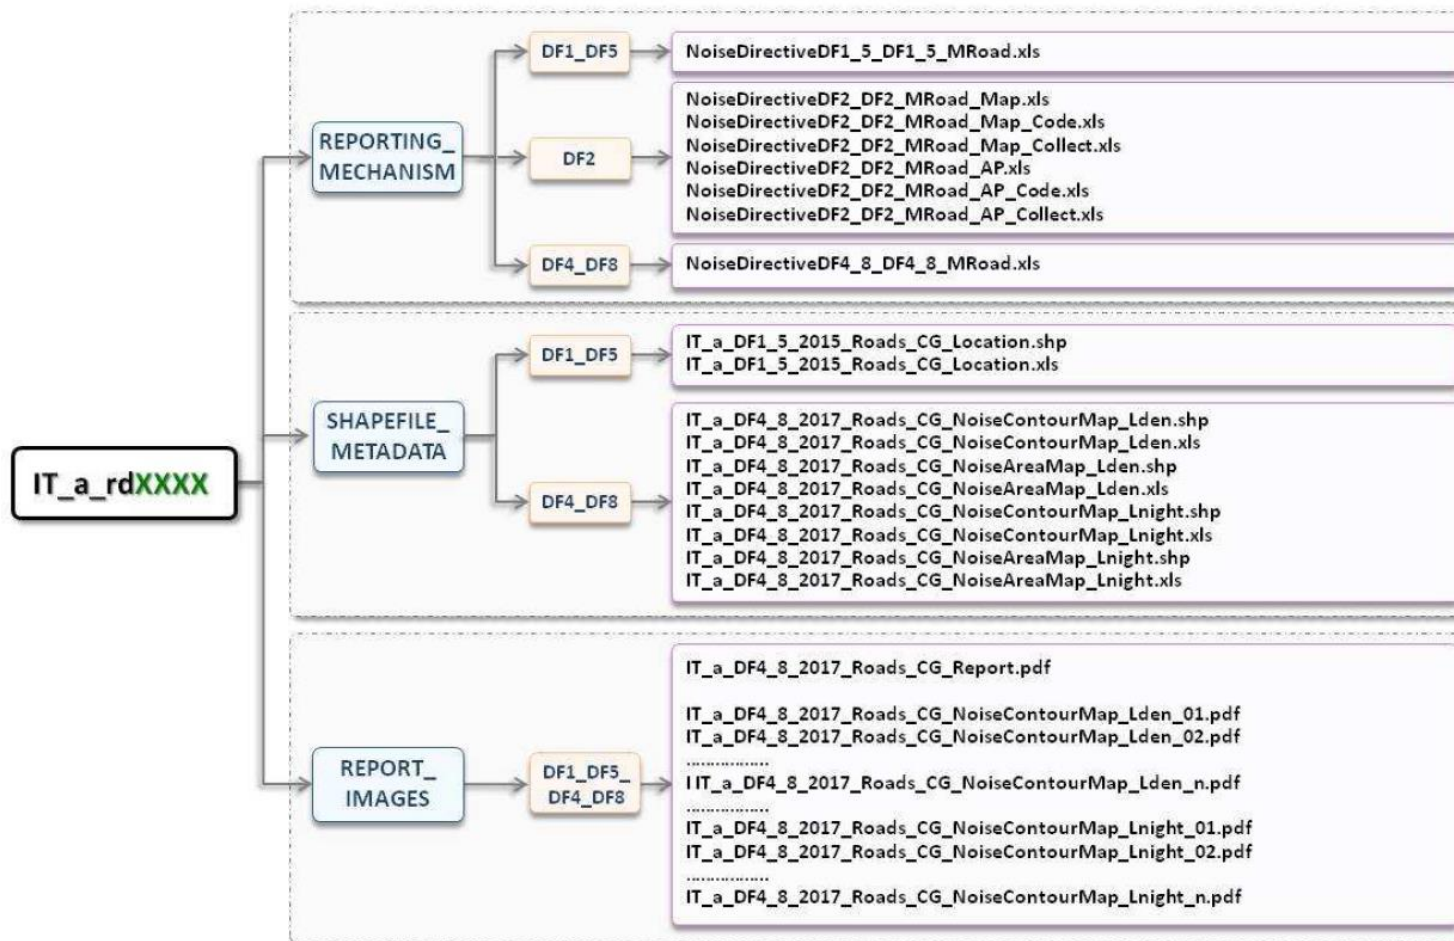 IT_a_rdXXXX
REPORTING_
MECHANISM
DF1_DF5
NoiseDirectiveDF1_5_DF1_5_MRoad.xls
DF2
NoiseDirectiveDF2_DF2_MRoad_Map.xls
NoiseDirectiveDF2_DF2_MRoad_Map_Code.xls
NoiseDirectiveDF2_DF2_MRoad_Map_Collect.xls
NoiseDirectiveDF2_DF2_MRoad_AP.xls
NoiseDirectiveDF2_DF2_MRoad_AP_Code.xls
NoiseDirectiveDF2_DF2_MRoad_AP_Collect.xls
DF4_DF8
NoiseDirectiveDF4_8_DF4_8_MRoad.xls
SHAPEFILE_
METADATA
DF1_DF5
IT_a_DF1_5_2015_Roads_CG_Location.shp
IT_a_DF1_5_2015_Roads_CG_Location.xls
DF4_DF8
IT_a_DF4_8_2017_Roads_CG_NoiseContourMap_Lden.shp
IT_a_DF4_8_2017_Roads_CG_NoiseContourMap_Lden.xls
IT_a_DF4_8_2017_Roads_CG_NoiseAreaMap_Lden.shp
IT_a_DF4_8_2017_Roads_CG_NoiseAreaMap_Lden.xls
IT_a_DF4_8_2017_Roads_CG_NoiseContourMap_Lnight.shp
IT_a_DF4_8_2017_Roads_CG_NoiseContourMap_Lnight.xls
IT_a_DF4_8_2017_Roads_CG_NoiseAreaMap_Lnight.shp
IT_a_DF4_8_2017_Roads_CG_NoiseAreaMap_Lnight.xls
REPORT_
IMAGES
DF1_DF5_
DF4_DF8
IT_a_DF4_8_2017_Roads_CG_Report.pdf
IT_a_DF4_8_2017_Roads_CG_NoiseContourMap_Lden_01.pdf
IT_a_DF4_8_2017_Roads_CG_NoiseContourMap_Lden_02.pdf
................
I IT_a_DF4_8_2017_Roads_CG_NoiseContourMap_Lden_n.pdf
................
IT_a_DF4_8_2017_Roads_CG_NoiseContourMap_Lnight_01.pdf
IT_a_DF4_8_2017_Roads_CG_NoiseContourMap_Lnight_02.pdf
................
IT_a_DF4_8_2017_Roads_CG_NoiseContourMap_Lnight_n.pdf